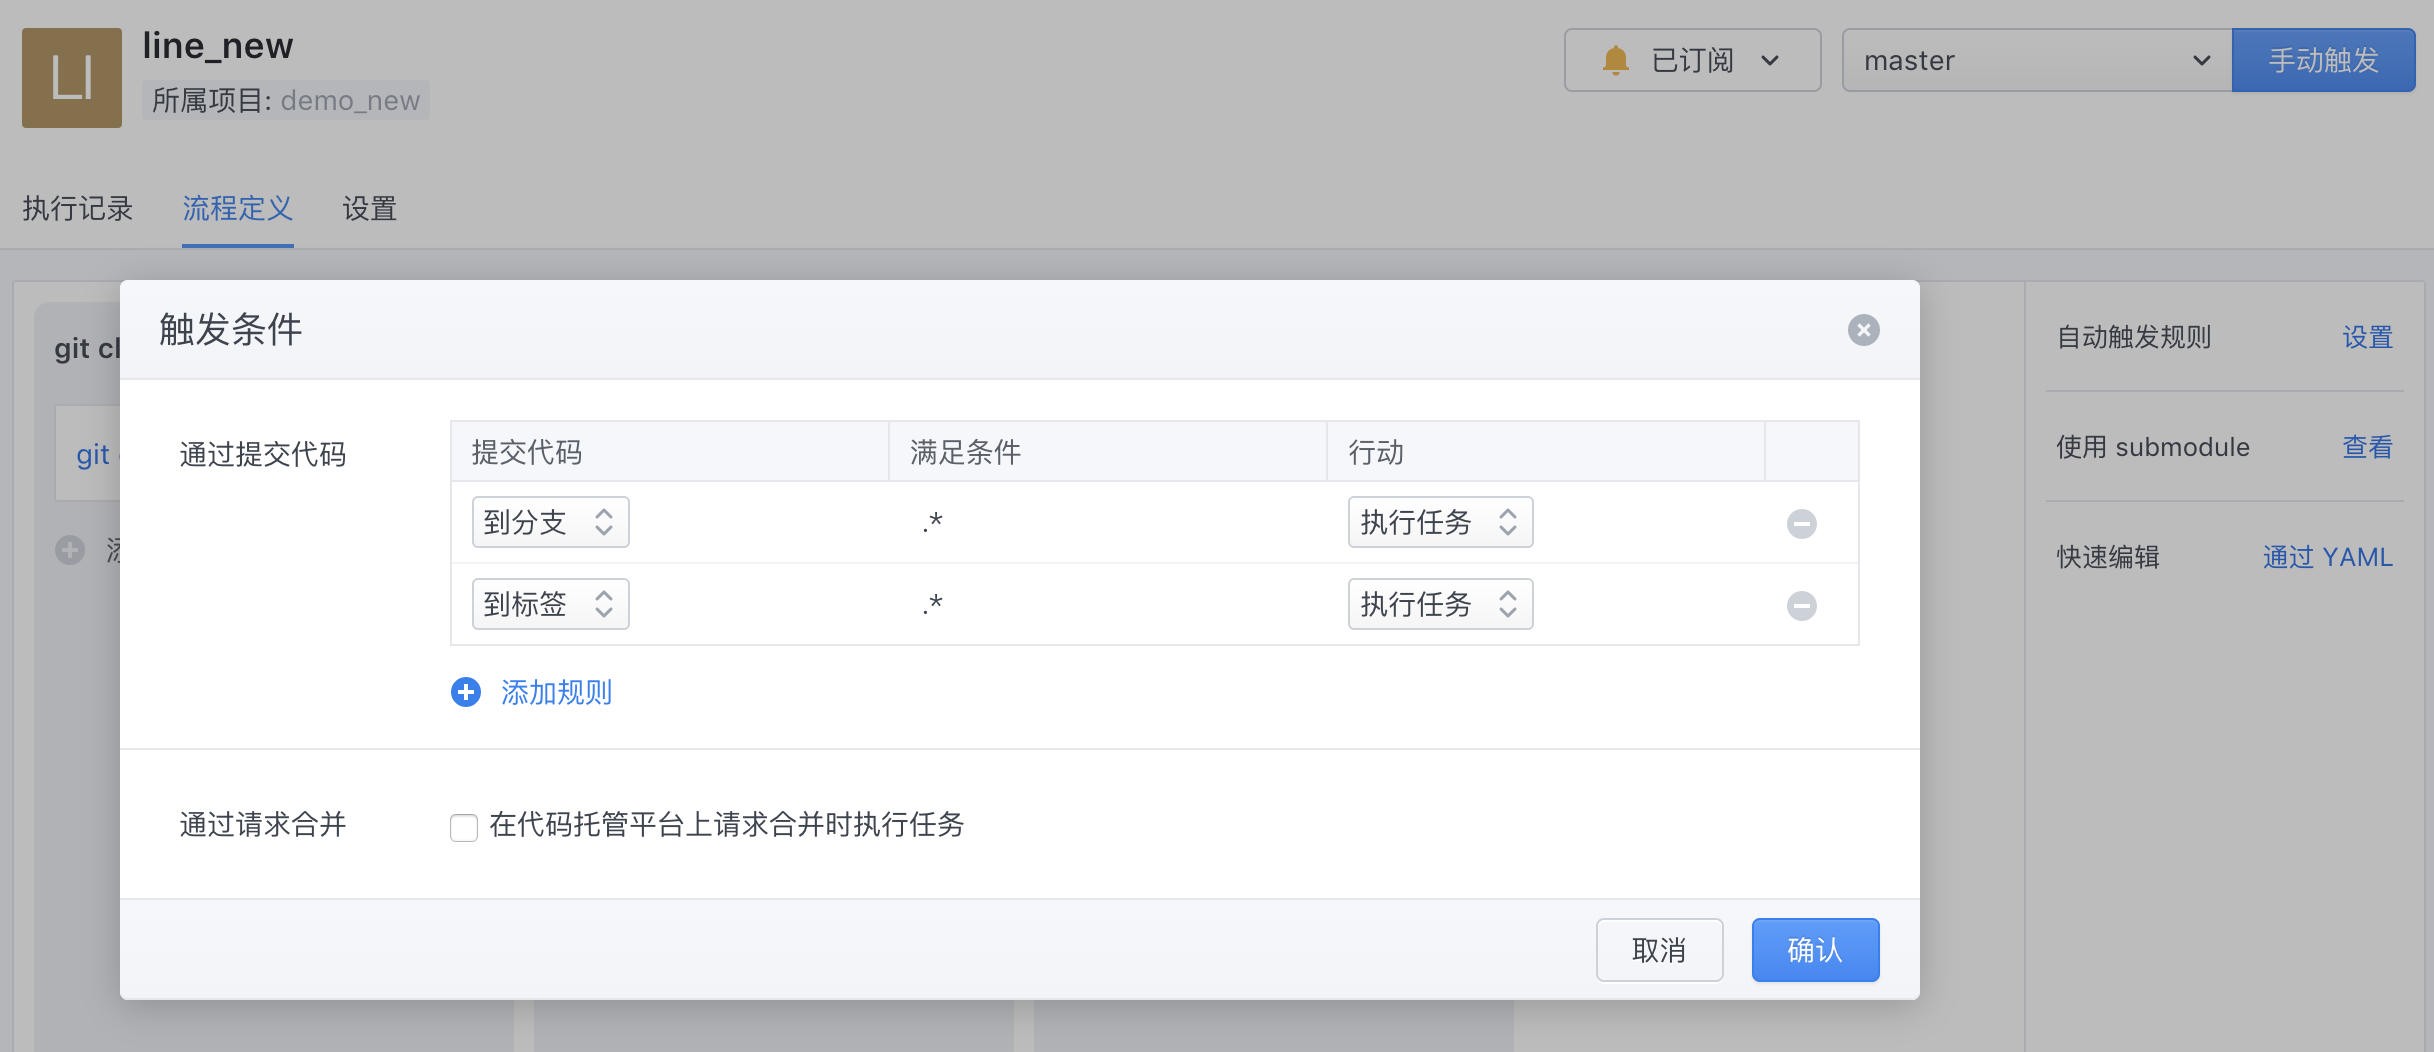 LI
line_new
所属项目: demo_new
已订阅
master
手动触发
执行记录
流程定义
设置
git cl
git
触发条件
通过提交代码
提交代码
满足条件
行动
到分支
.*
执行任务
到标签
.*
执行任务
添加规则
通过请求合并
在代码托管平台上请求合并时执行任务
取消
确认
自动触发规则
设置
使用 submodule
查看
快速编辑
通过 YAML